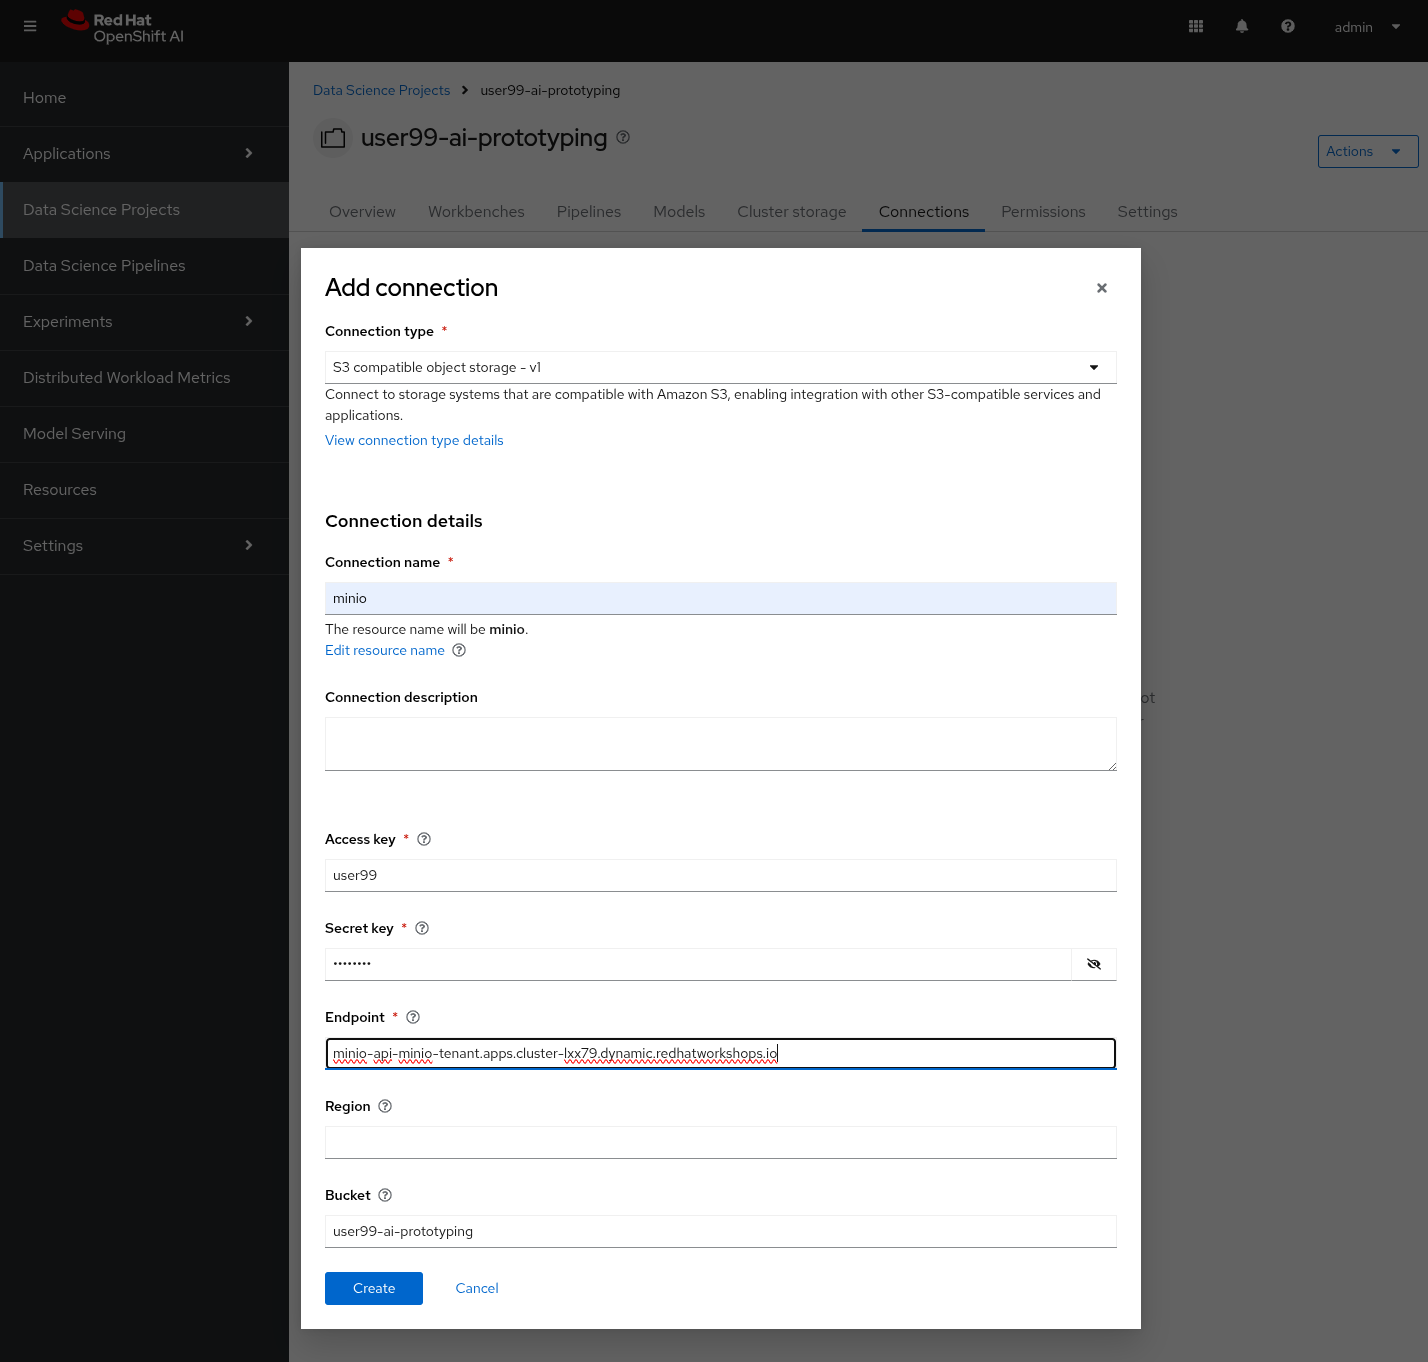 Red Hat
OpenShift AI
admin
Home
Applications
Data Science Projects
Data Science Pipelines
Experiments
Distributed Workload Metrics
Model Serving
Resources
Settings
Data Science Projects > user99-ai-prototyping
user99-ai-prototyping
Actions
Overview Workbenches Pipelines Models Cluster storage Connections Permissions Settings
Add connection
Connection type *
S3 compatible object storage - v1
Connect to storage systems that are compatible with Amazon S3, enabling integration with other S3-compatible services and
applications.
View connection type details
Connection details
Connection name *
minio
The resource name will be minio.
Edit resource name
Connection description
Access key *
user99
Secret key *
••••••••
Endpoint *
minio-api-minio-tenant.apps.cluster-lxx79.dynamic.redhatworkshops.io
Region
Bucket
user99-ai-prototyping
Create Cancel